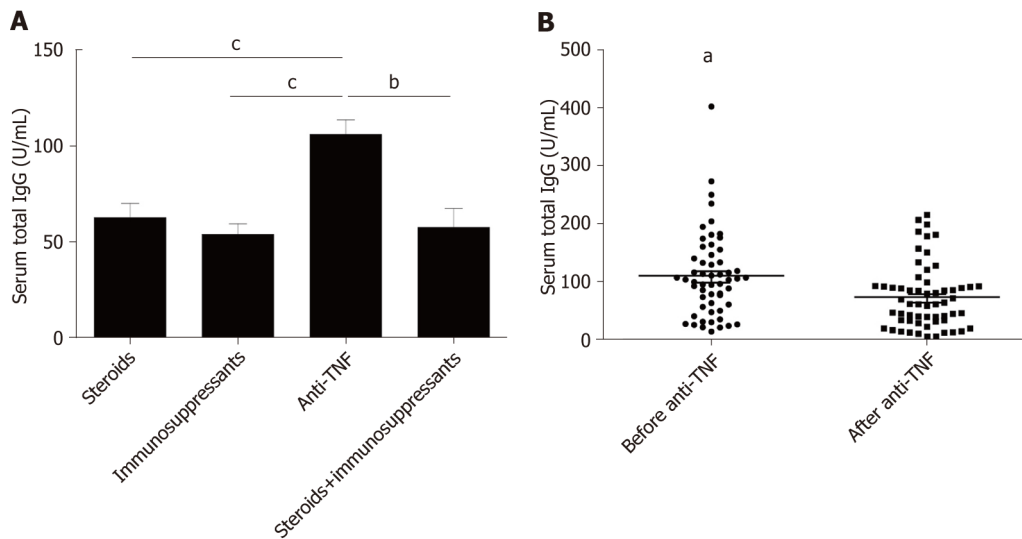 A
Serum total IgG (U/mL)
150
100
50
0
c
c
b
Steroids
Immunosuppressants
Anti-TNF
Steroids+immunosuppressants
B
Serum total IgG (U/mL)
500
400
300
200
100
0
a
Before anti-TNF
After anti-TNF